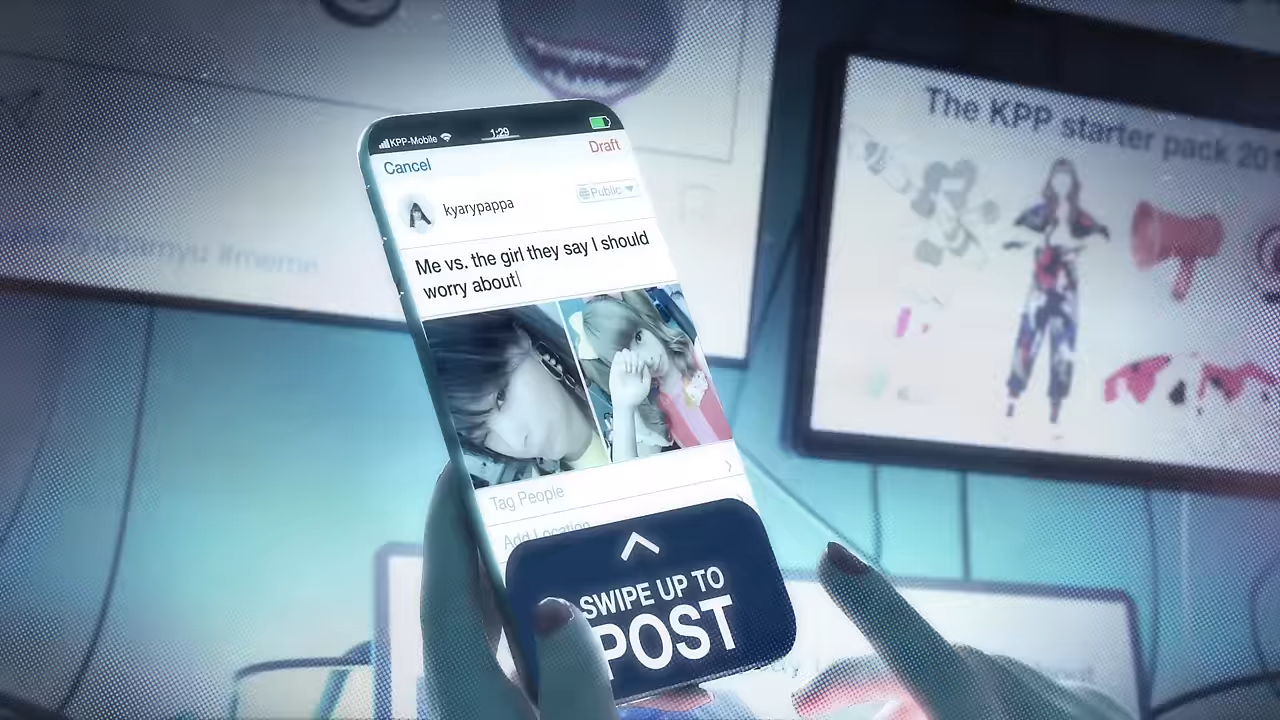 KPP-Mobile 1:29
Cancel
Draft
kyarypappa
Public
Me vs. the girl they say I should
worry about
Tag People
Add Location
SWIPE UP TO
POST
#meme
The KPP starter pack